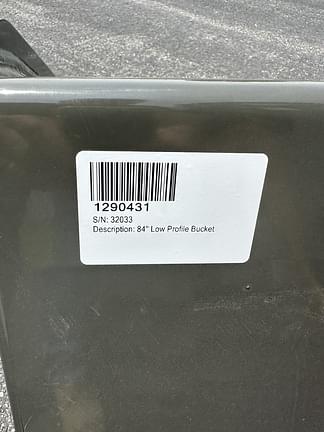 1290431
S/N: 32033
Description: 84" Low Profile Bucket